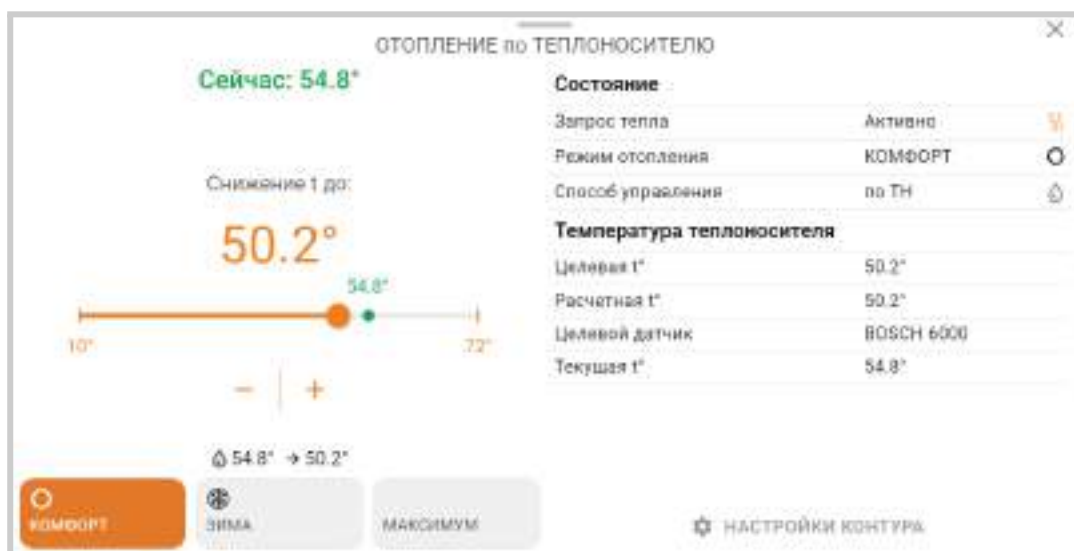 ОТОПЛЕНИЕ по ТЕПЛОНОСИТЕЛЮ
Сейчас: 54.8°
Снижение t до:
50.2°
54.8°
10°
72°
− +
54.8° → 50.2°
КОМФОРТ
ЗИМА
МАКСИМУМ
Состояние
Запрос тепла Активно
Режим отопления КОМФОРТ
Способ управления по ТН
Температура теплоносителя
Целевая t° 50.2°
Расчетная t° 50.2°
Целевой датчик BOSCH 6000
Текущая t° 54.8°
НАСТРОЙКИ КОНТУРА